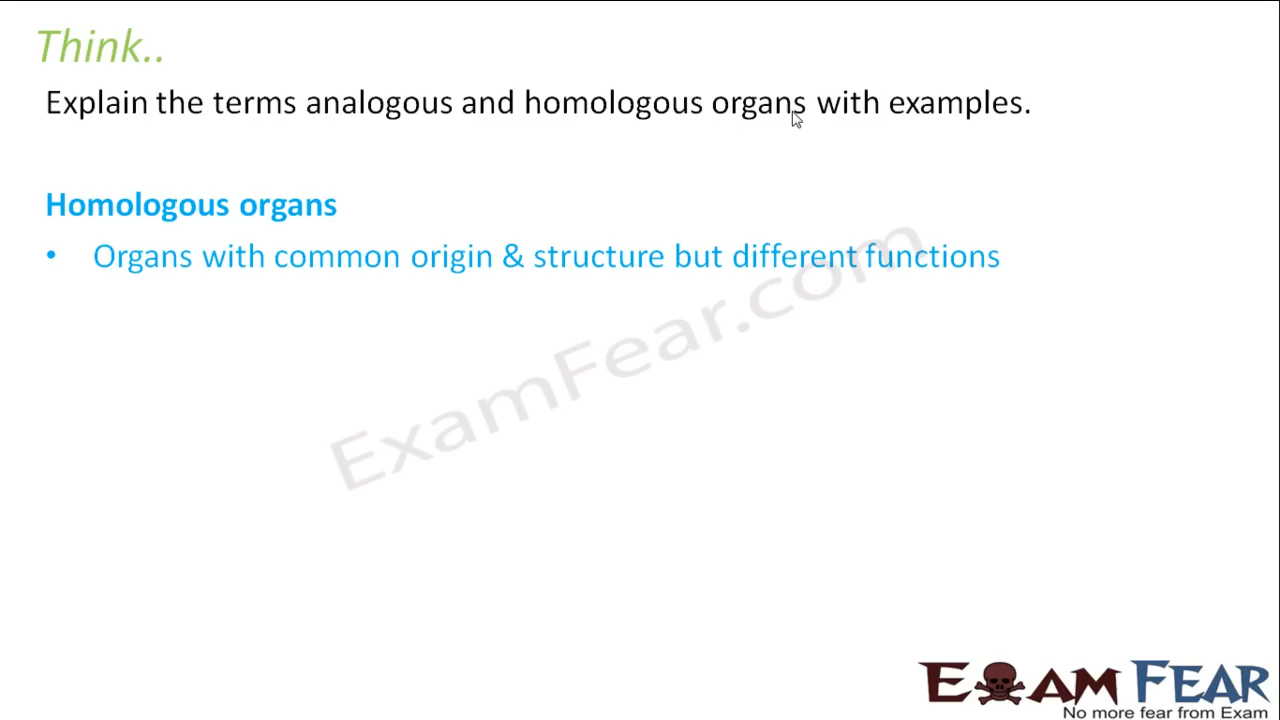 Think..
Explain the terms analogous and homologous organs with examples.
Homologous organs
• Organs with common origin & structure but different functions
ExamFear.com
EXAM FEAR
No more fear from Exam